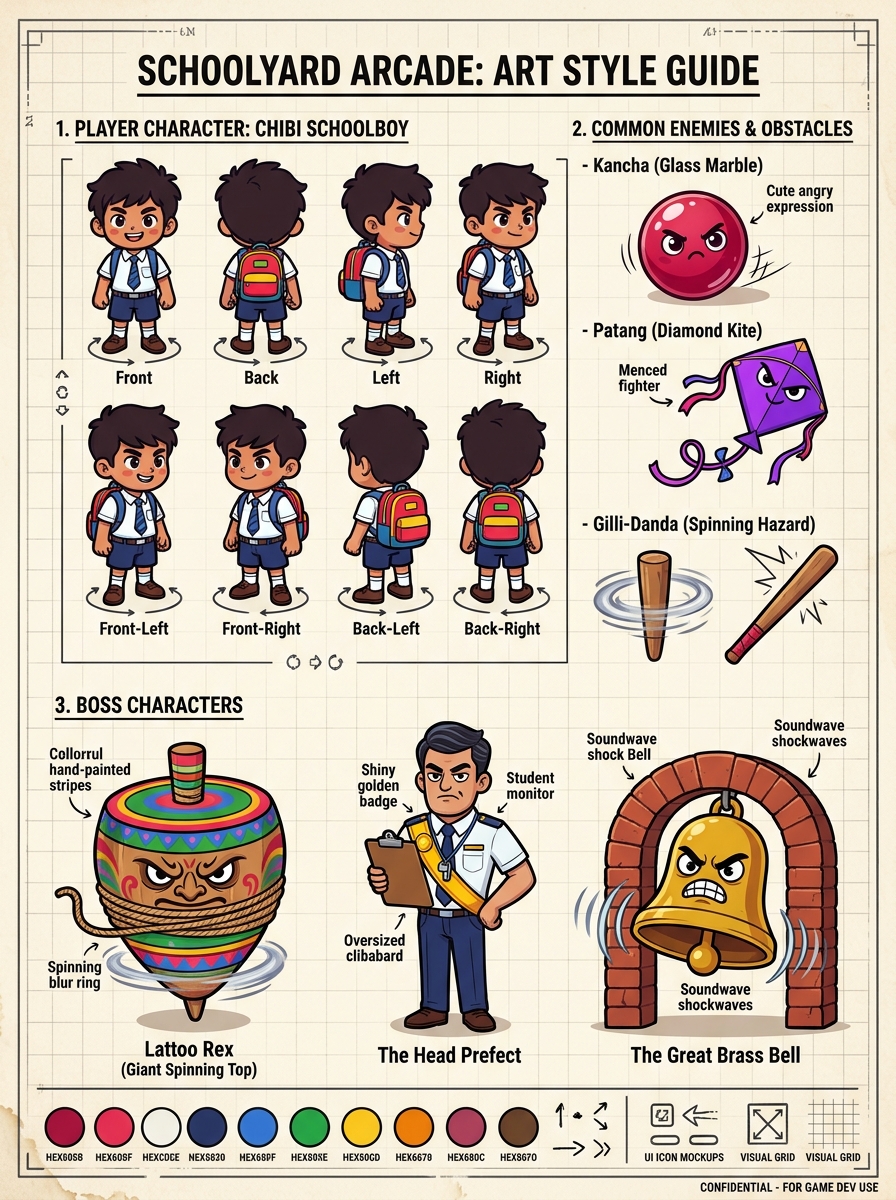 SCHOOLYARD ARCADE: ART STYLE GUIDE
1. PLAYER CHARACTER: CHIBI SCHOOLBOY
Front
Back
Left
Right
Front-Left
Front-Right
Back-Left
Back-Right
2. COMMON ENEMIES & OBSTACLES
- Kancha (Glass Marble)
Cute angry
expression
- Patang (Diamond Kite)
Menced
fighter
- Gilli-Danda (Spinning Hazard)
3. BOSS CHARACTERS
Collorrul
hand-painted
stripes
Spinning
blur ring
Lattoo Rex
(Giant Spinning Top)
Shiny
golden
badge
Student
monitor
Oversized
clibabard
The Head Prefect
Soundwave
shock Bell
Soundwave
shockwaves
Soundwave
shockwaves
The Great Brass Bell
UI ICON MOCKUPS
VISUAL GRID
VISUAL GRID
CONFIDENTIAL - FOR GAME DEV USE